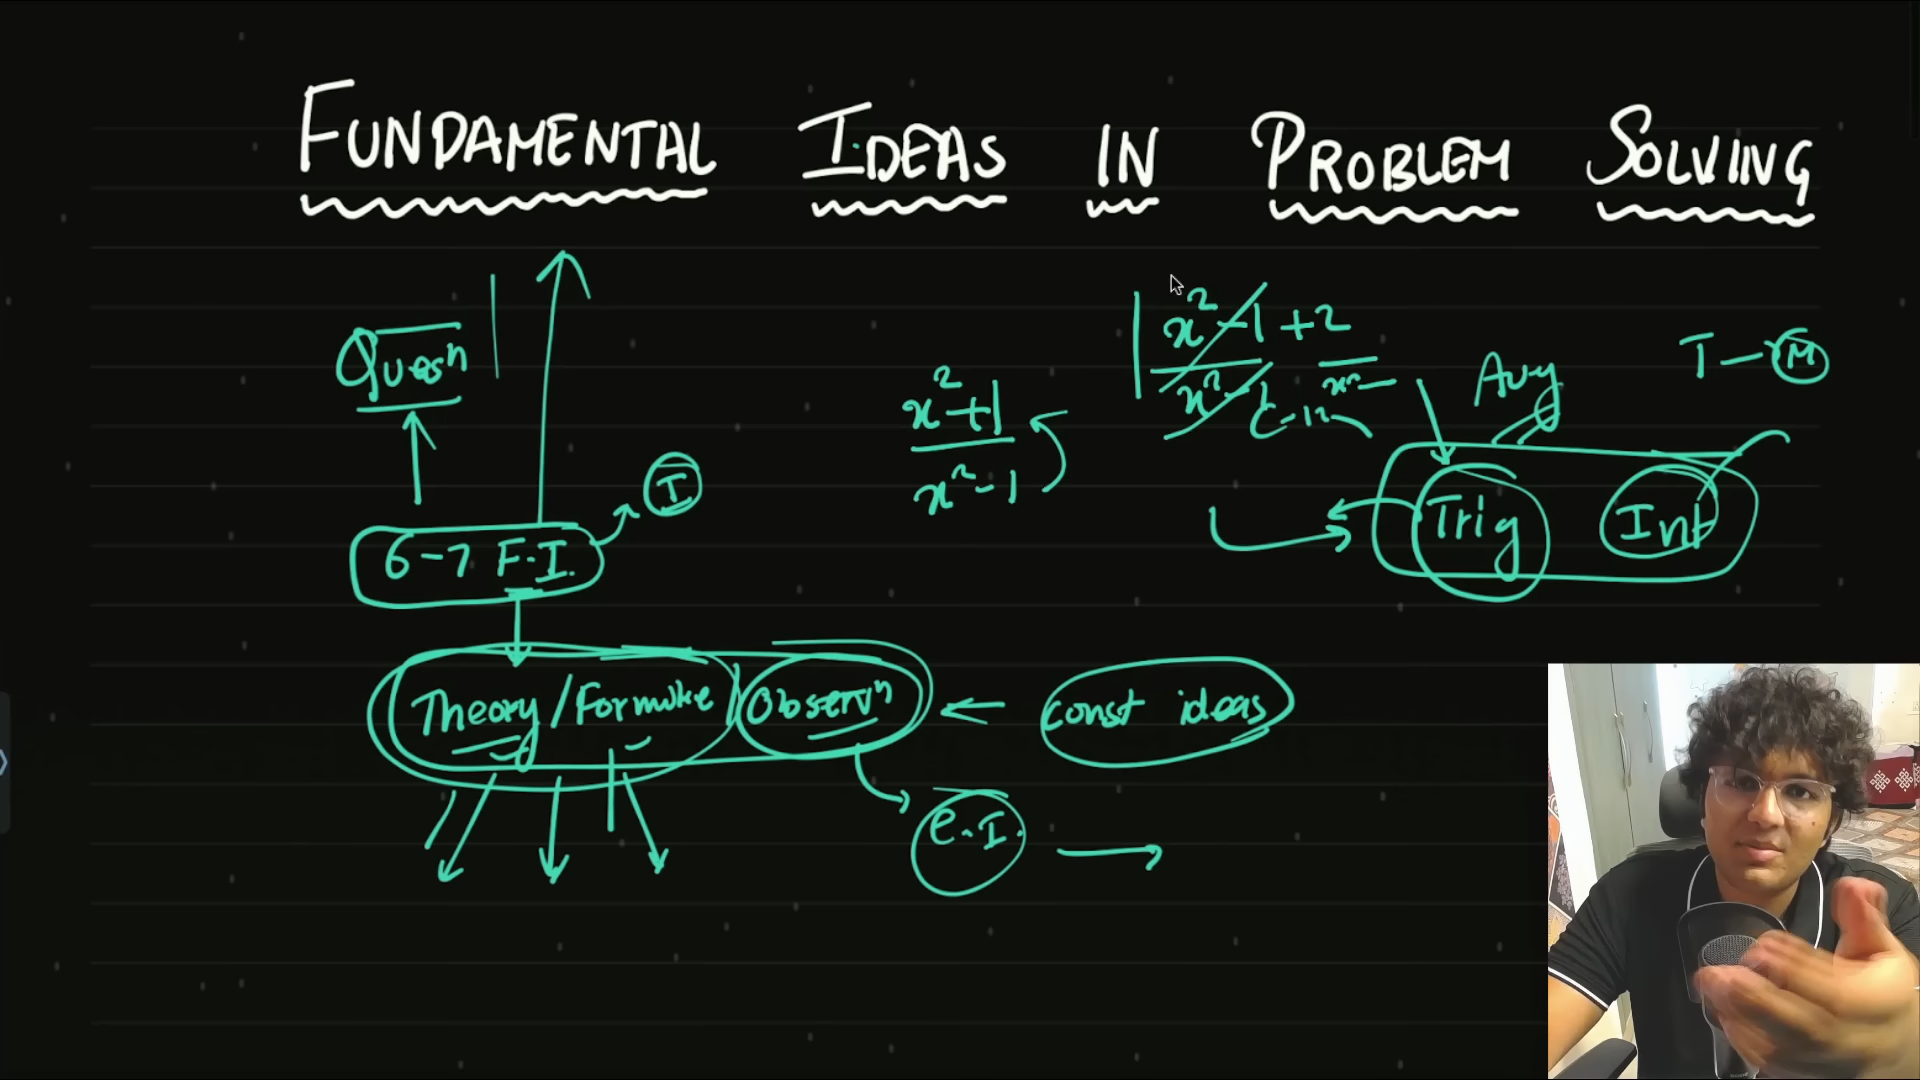 FUNDAMENTAL IDEAS IN PROBLEM SOLVING
Quesⁿ
x²+1
x²-1
x²-1+2
x²-1
T-M
Avg
I
6-7 F.I.
Trig
Int
Theory/Formulae
Observⁿ
const ideas
e.I.